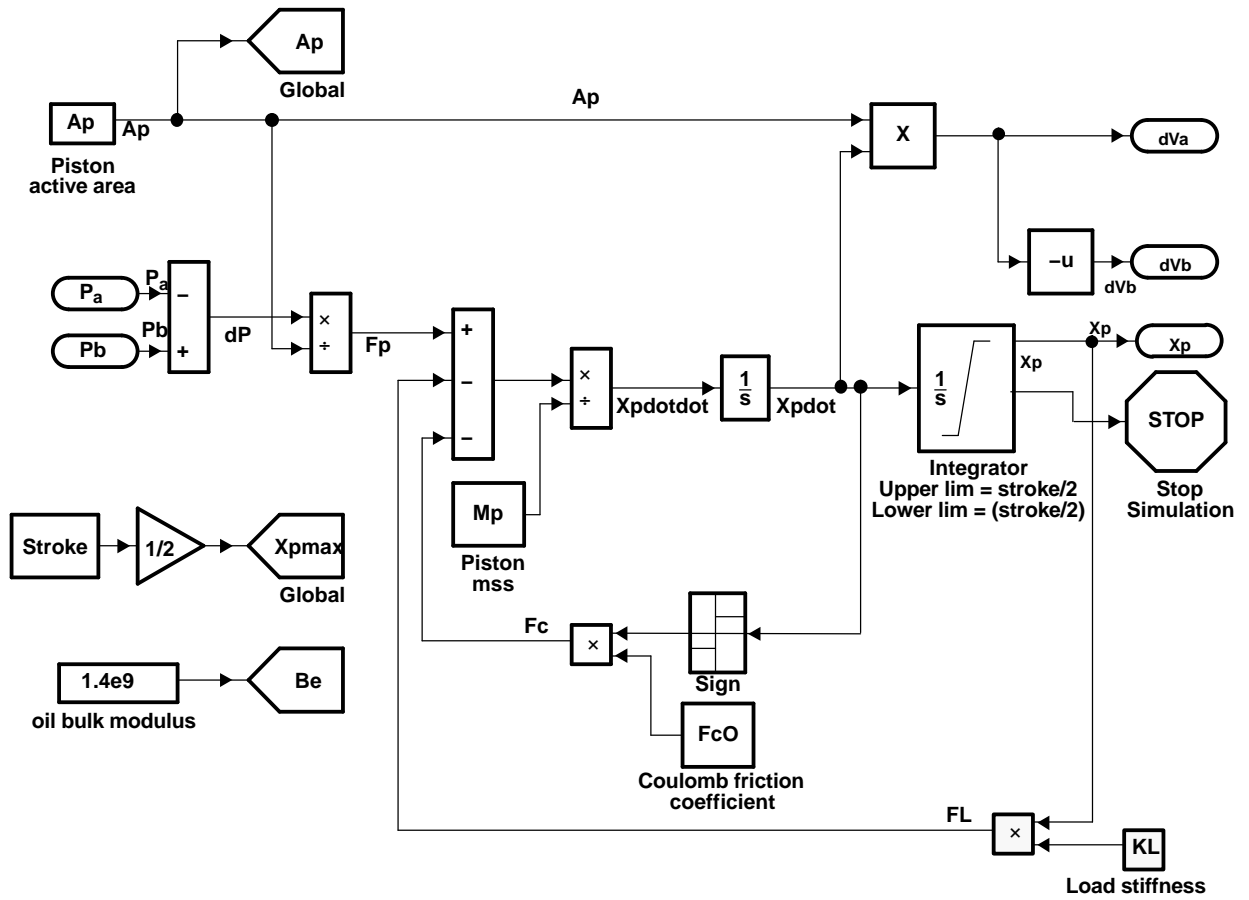 Ap
Global
Ap
Ap
Ap
Piston
active area
X
dVa
−u
dVb
dVb
Pa
Pa
−
Pb
Pb
+
dP
×
÷
Fp
+
−
−
×
÷
Xpdotdot
1
s
Xpdot
1
s
Xp
Xp
Xp
STOP
Stop
Simulation
Integrator
Upper lim = stroke/2
Lower lim = (stroke/2)
Mp
Piston
mss
Stroke
1/2
Xpmax
Global
Fc
×
Sign
1.4e9
Be
oil bulk modulus
FcO
Coulomb friction
coefficient
FL
×
KL
Load stiffness